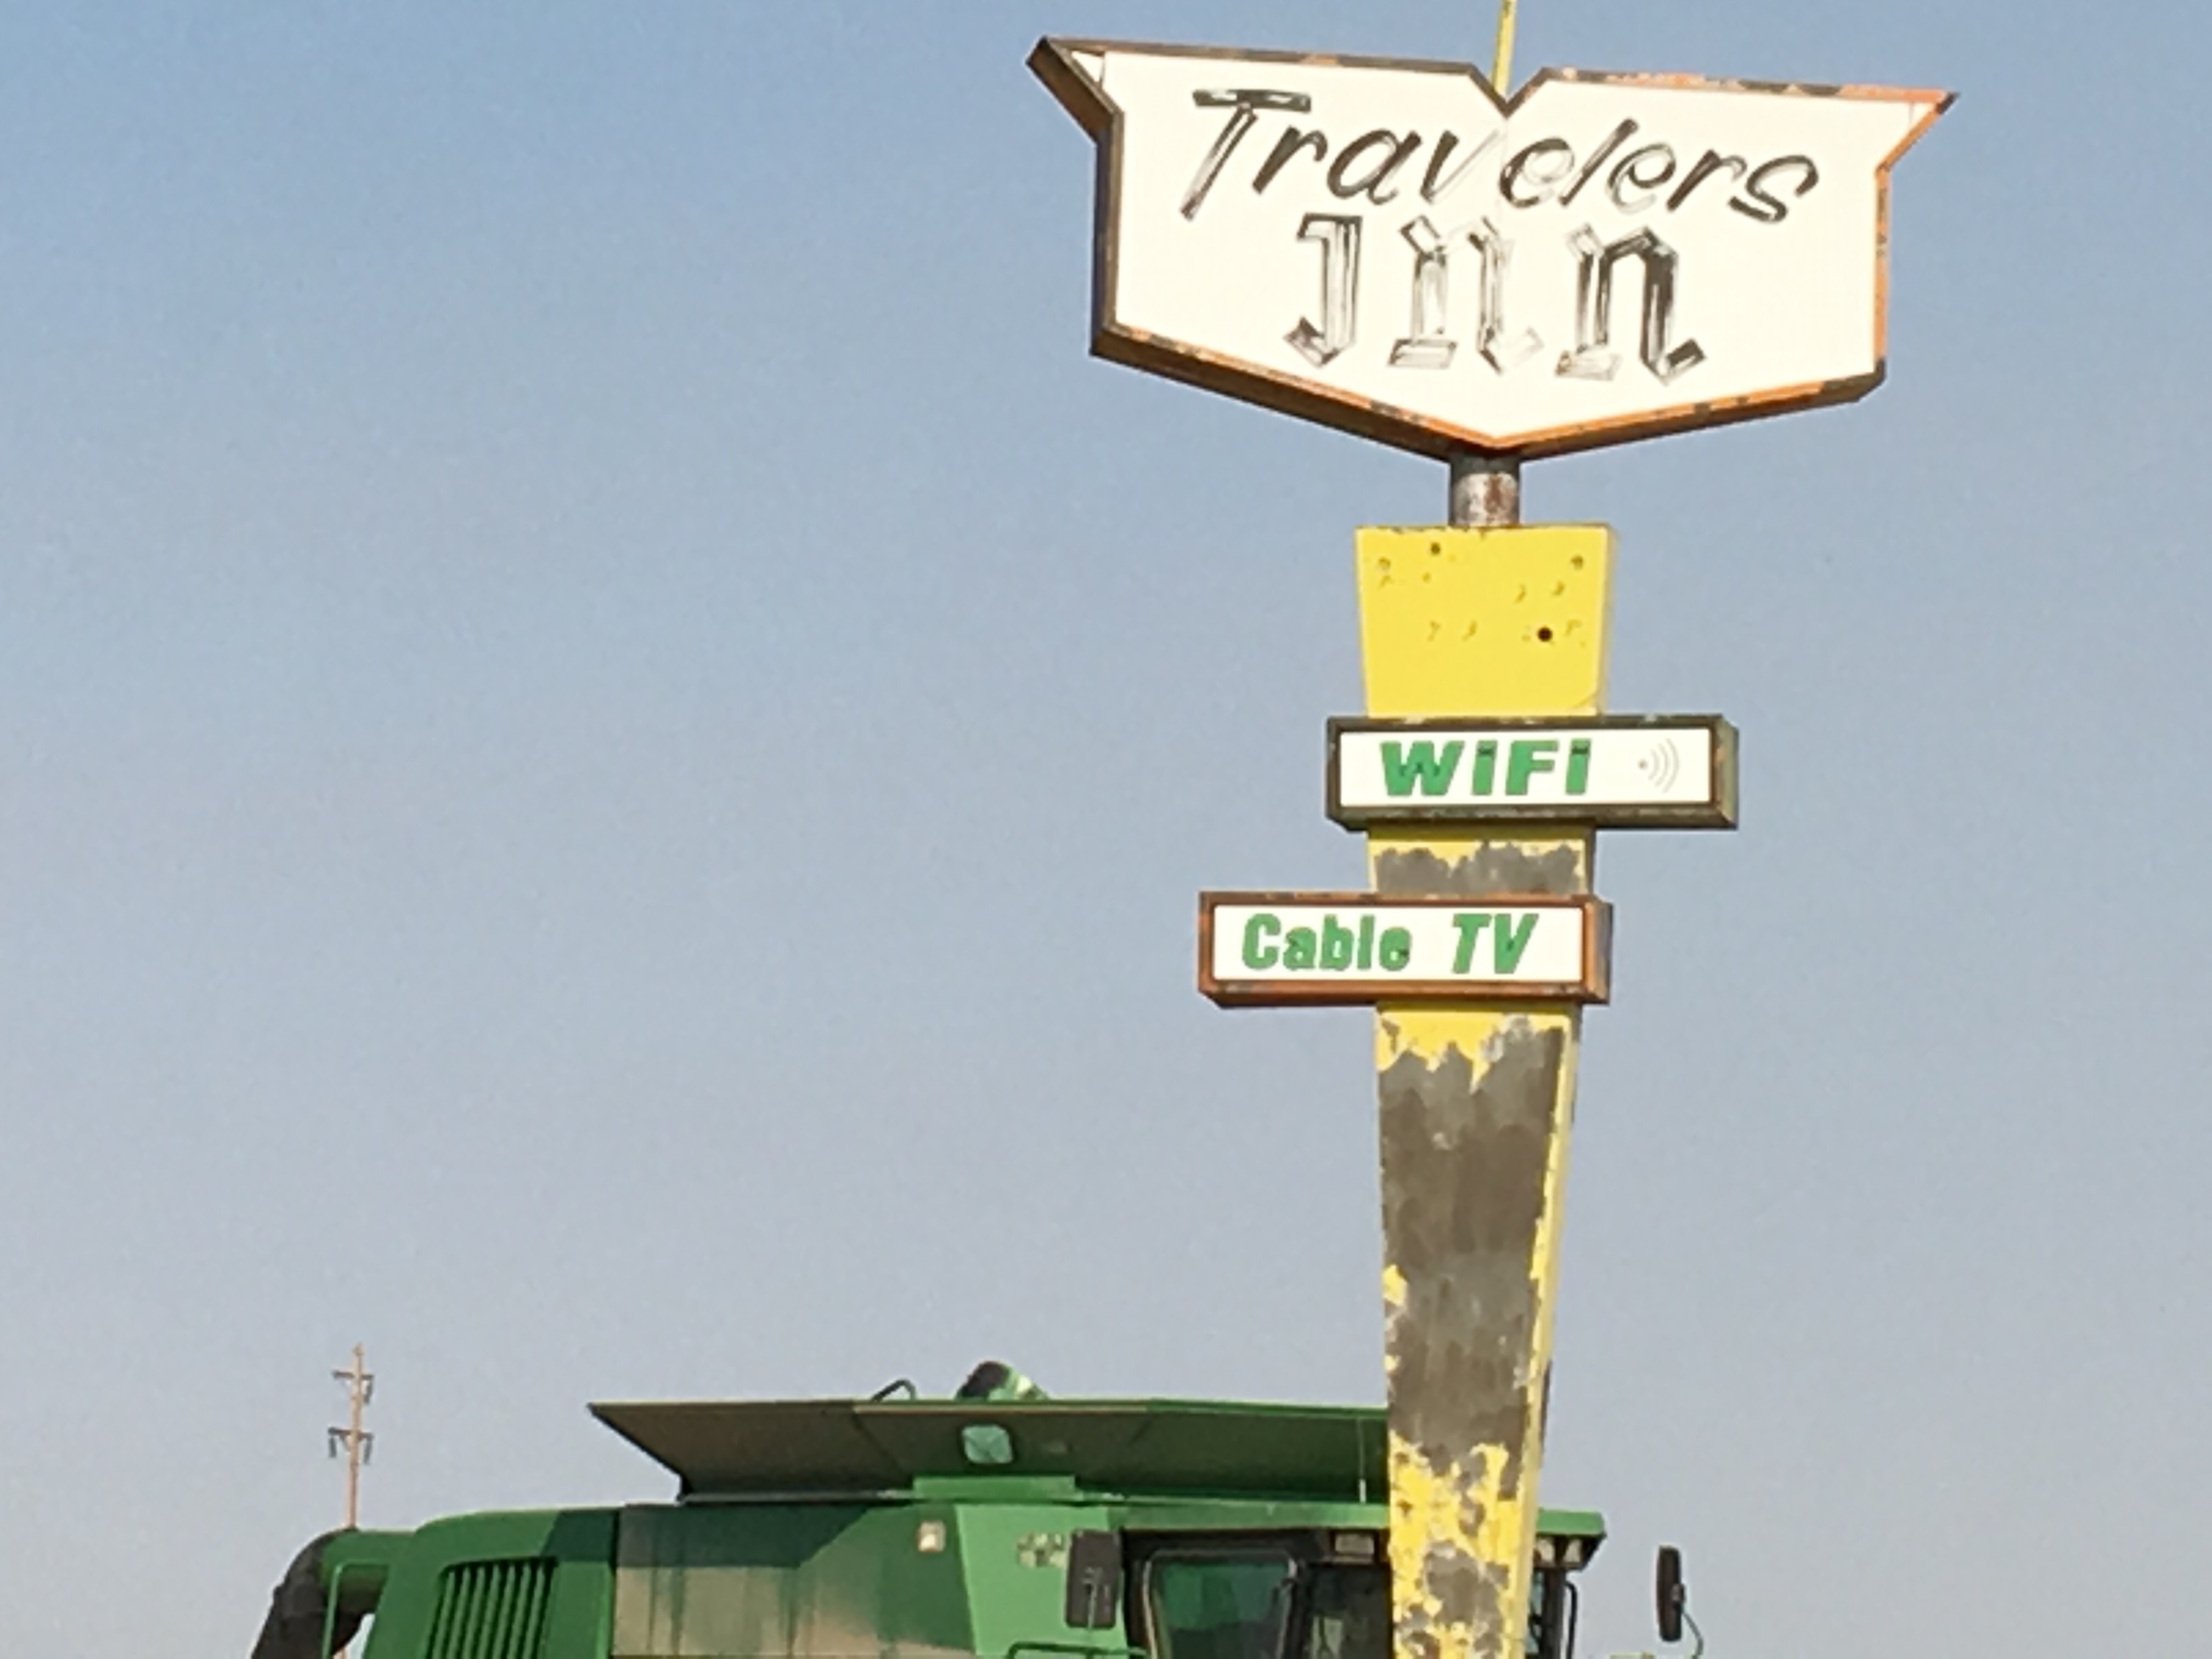 Travelers
Inn
WiFi
Cable TV